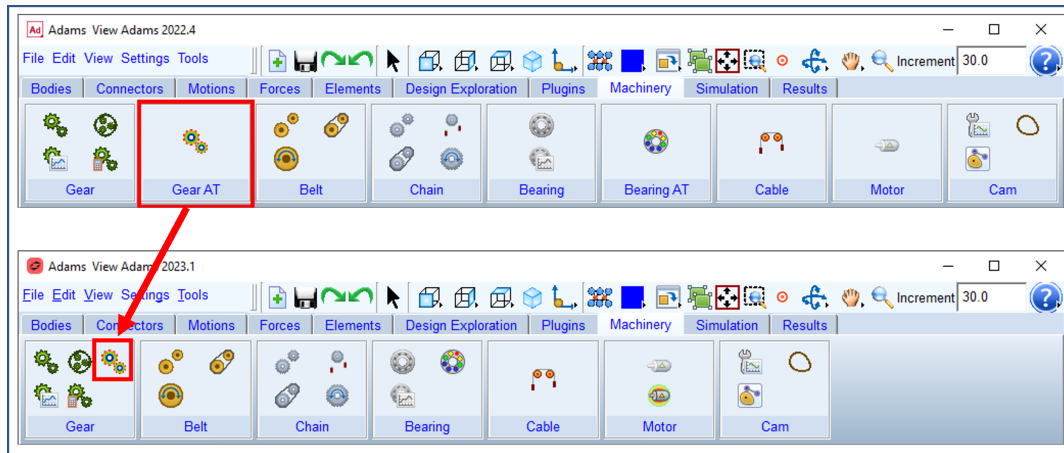 Ad Adams View Adams 2022.4
File Edit View Settings Tools Increment 30.0 ?
Bodies Connectors Motions Forces Elements Design Exploration Plugins Machinery Simulation Results
Gear Gear AT Belt Chain Bearing Bearing AT Cable Motor Cam
Adams View Adams 2023.1
File Edit View Settings Tools Increment 30.0 ?
Bodies Connectors Motions Forces Elements Design Exploration Plugins Machinery Simulation Results
Gear Belt Chain Bearing Cable Motor Cam